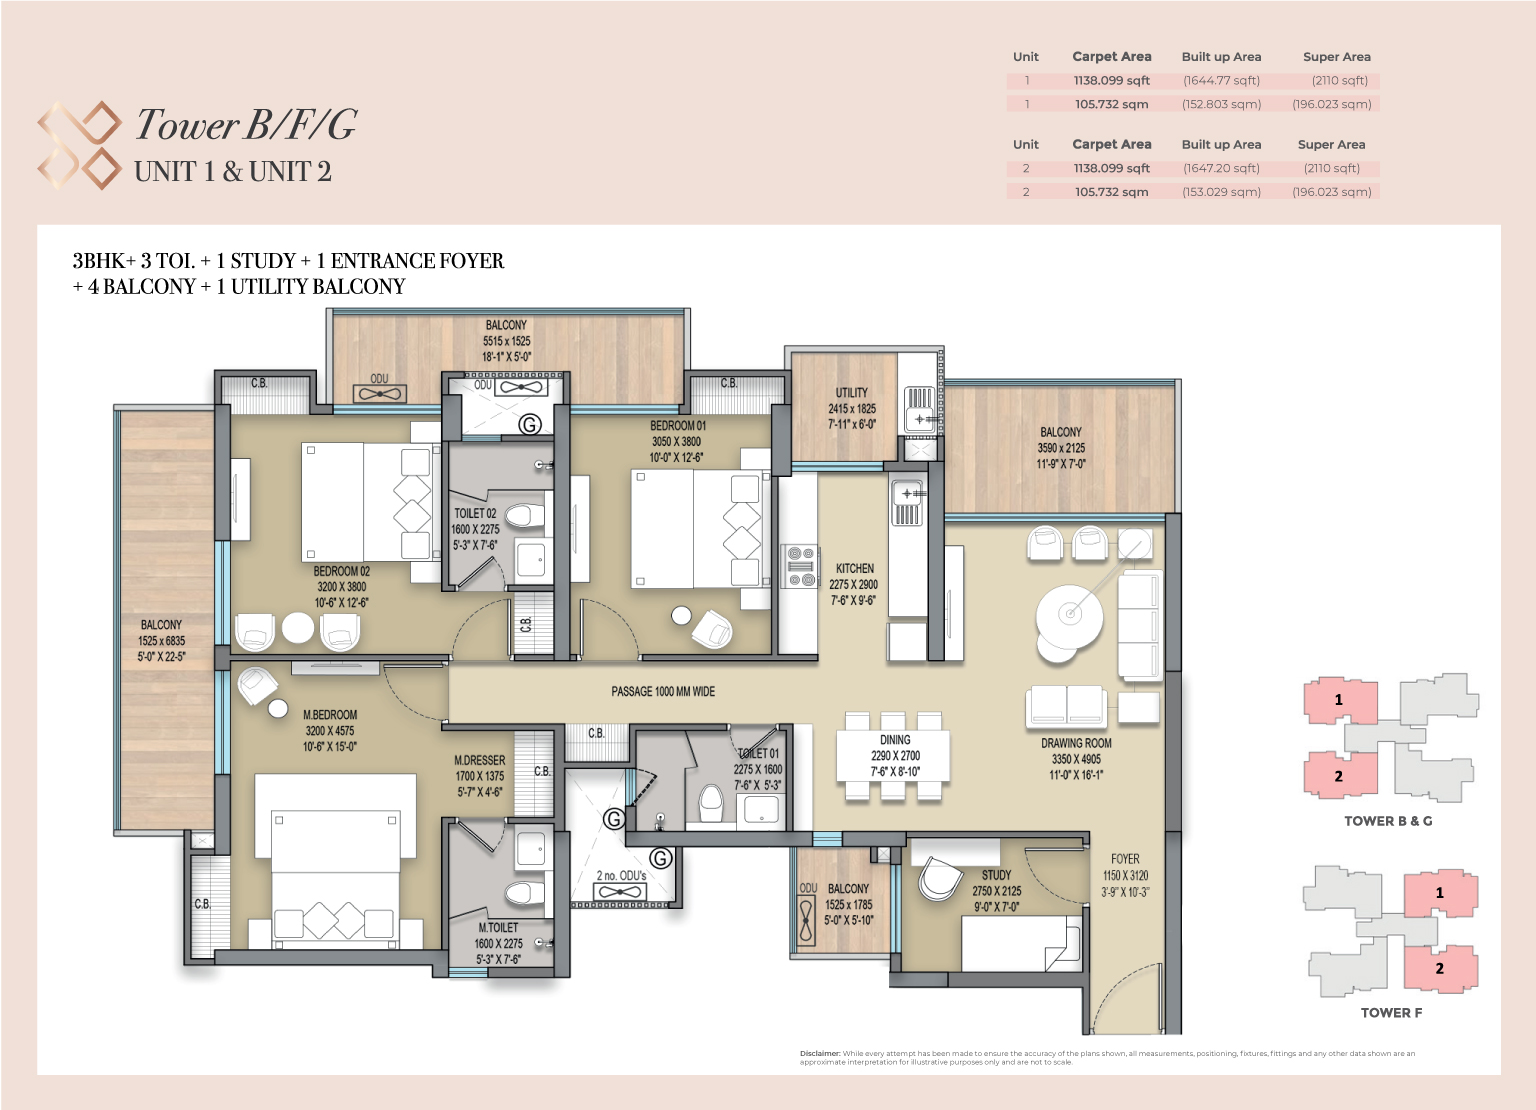 Tower B/F/G
UNIT 1 & UNIT 2
Unit Carpet Area Built up Area Super Area
1 1138.099 sqft (1644.77 sqft) (2110 sqft)
1 105.732 sqm (152.803 sqm) (196.023 sqm)
Unit Carpet Area Built up Area Super Area
2 1138.099 sqft (1647.20 sqft) (2110 sqft)
2 105.732 sqm (153.029 sqm) (196.023 sqm)
3BHK+ 3 TOI. + 1 STUDY + 1 ENTRANCE FOYER
+ 4 BALCONY + 1 UTILITY BALCONY
BALCONY
5515 x 1525
18'-1" X 5'-0"
C.B.
ODU
ODU
C.B.
G
UTILITY
2415 x 1825
7'-11" x 6'-0"
BALCONY
3590 x 2125
11'-9" X 7'-0"
BEDROOM 01
3050 X 3800
10'-0" X 12'-6"
TOILET 02
1600 X 2275
5'-3" X 7'-6"
BEDROOM 02
3200 X 3800
10'-6" X 12'-6"
KITCHEN
2275 X 2900
7'-6" X 9'-6"
BALCONY
1525 x 6835
5'-0" X 22-5"
C.B.
PASSAGE 1000 MM WIDE
M.BEDROOM
3200 X 4575
10'-6" X 15'-0"
C.B.
M.DRESSER
1700 X 1375
5'-7" X 4'-6"
C.B.
TOILET 01
2275 X 1600
7'-6" X 5'-3"
DINING
2290 X 2700
7'-6" X 8'-10"
DRAWING ROOM
3350 X 4905
11'-0" X 16'-1"
G
G
2 no. ODU's
C.B.
M.TOILET
1600 X 2275
5'-3" X 7'-6"
ODU
BALCONY
1525 x 1785
5'-0" X 5'-10"
STUDY
2750 X 2125
9'-0" X 7'-0"
FOYER
1150 X 3120
3'-9" X 10'-3"
1
2
TOWER B & G
1
2
TOWER F
Disclaimer: While every attempt has been made to ensure the accuracy of the plans shown, all measurements, positioning, fixtures, fittings and any other data shown are an
approximate interpretation for illustrative purposes only and are not to scale.